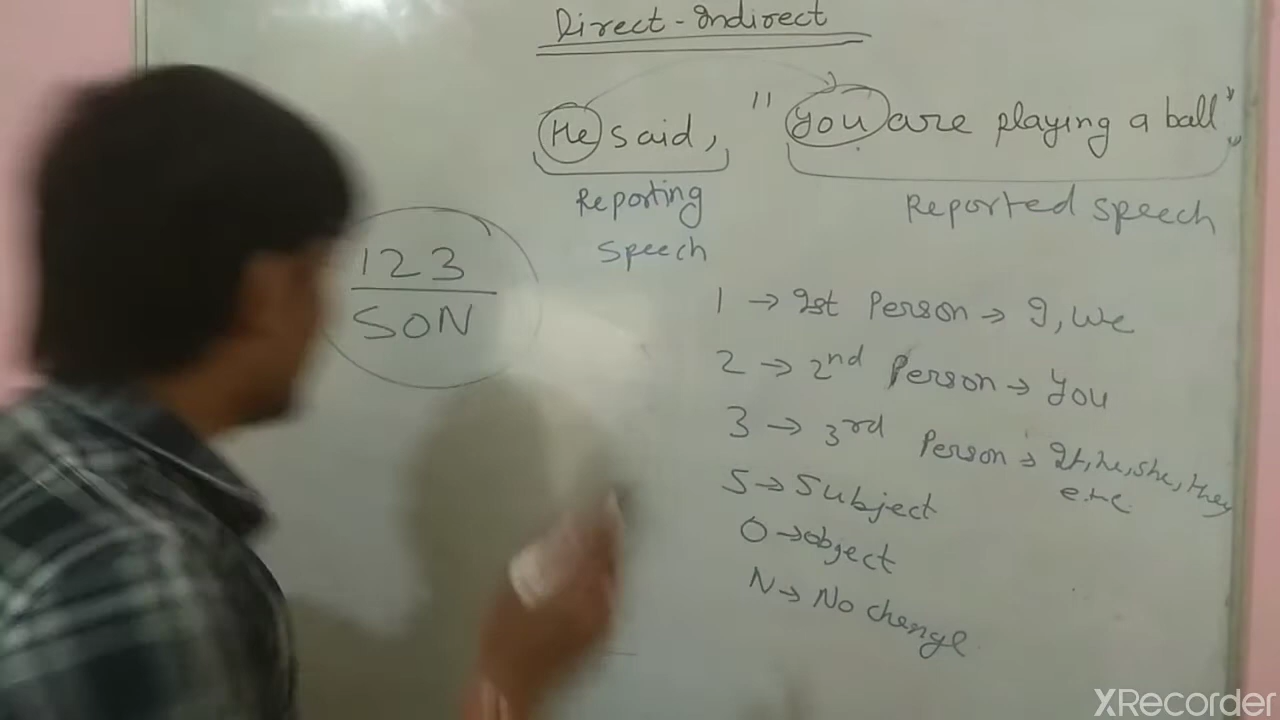 Direct - Indirect
He said, "You are playing a ball"
Reporting Speech
Reported Speech
123
SON
1 → 1st Person → I, We
2 → 2nd Person → You
3 → 3rd Person → It, he, she, they etc
S → Subject
O → object
N → No change
XRecorder